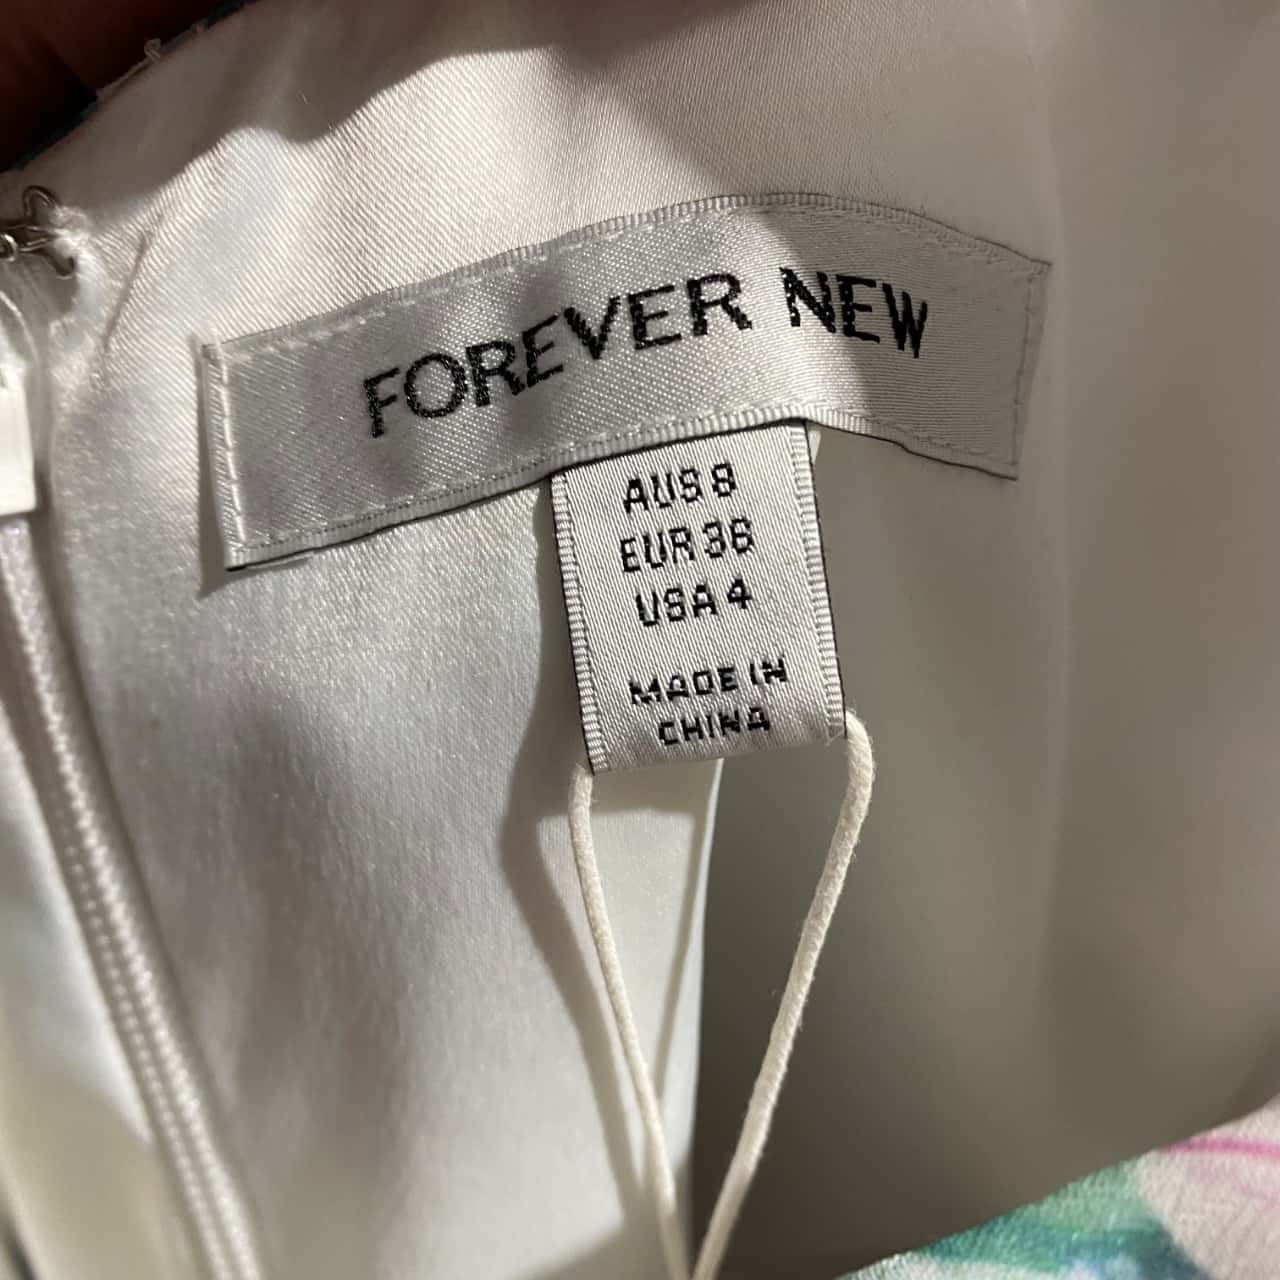 FOREVER NEW
AUS 8
EUR 36
USA 4
MADE IN
CHINA